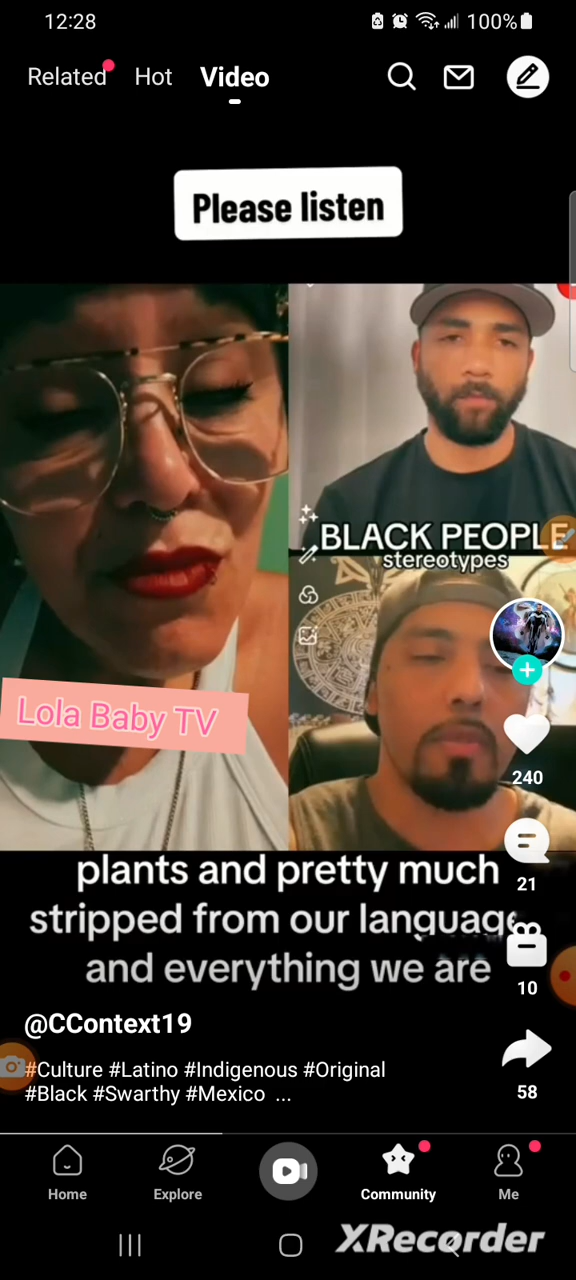 12:28
100%
Related
Hot
Video
Please listen
BLACK PEOPLE
stereotypes
Lola Baby TV
240
21
plants and pretty much
stripped from our language
and everything we are
10
@CContext19
#Culture #Latino #Indigenous #Original
#Black #Swarthy #Mexico ...
58
Home
Explore
Community
Me
XRecorder